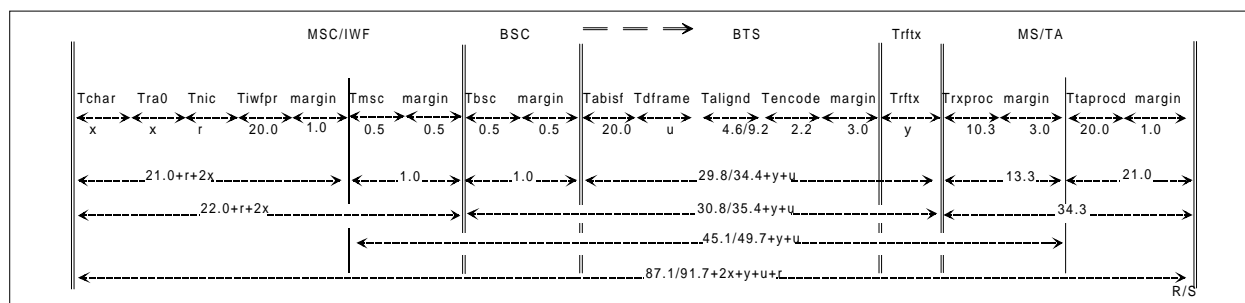 MSC/IWF BSC BTS Trftx MS/TA
Tchar Tra0 Tnic Tiwfpr margin Tmsc margin Tbsc margin Tabisf Tdframe Talignd Tencode margin Trftx Trxproc margin Ttaprocd margin
x x r 20.0 1.0 0.5 0.5 0.5 0.5 20.0 u 4.6/9.2 2.2 3.0 y 10.3 3.0 20.0 1.0
21.0+r+2x 1.0 1.0 29.8/34.4+y+u 13.3 21.0
22.0+r+2x 30.8/35.4+y+u 34.3
45.1/49.7+y+u
87.1/91.7+2x+y+u+r
R/S